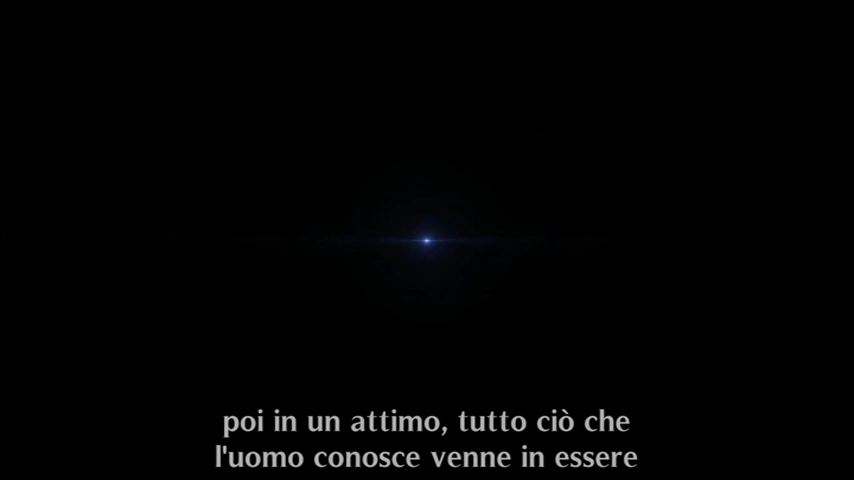 poi in un attimo, tutto ciò che
l'uomo conosce venne in essere